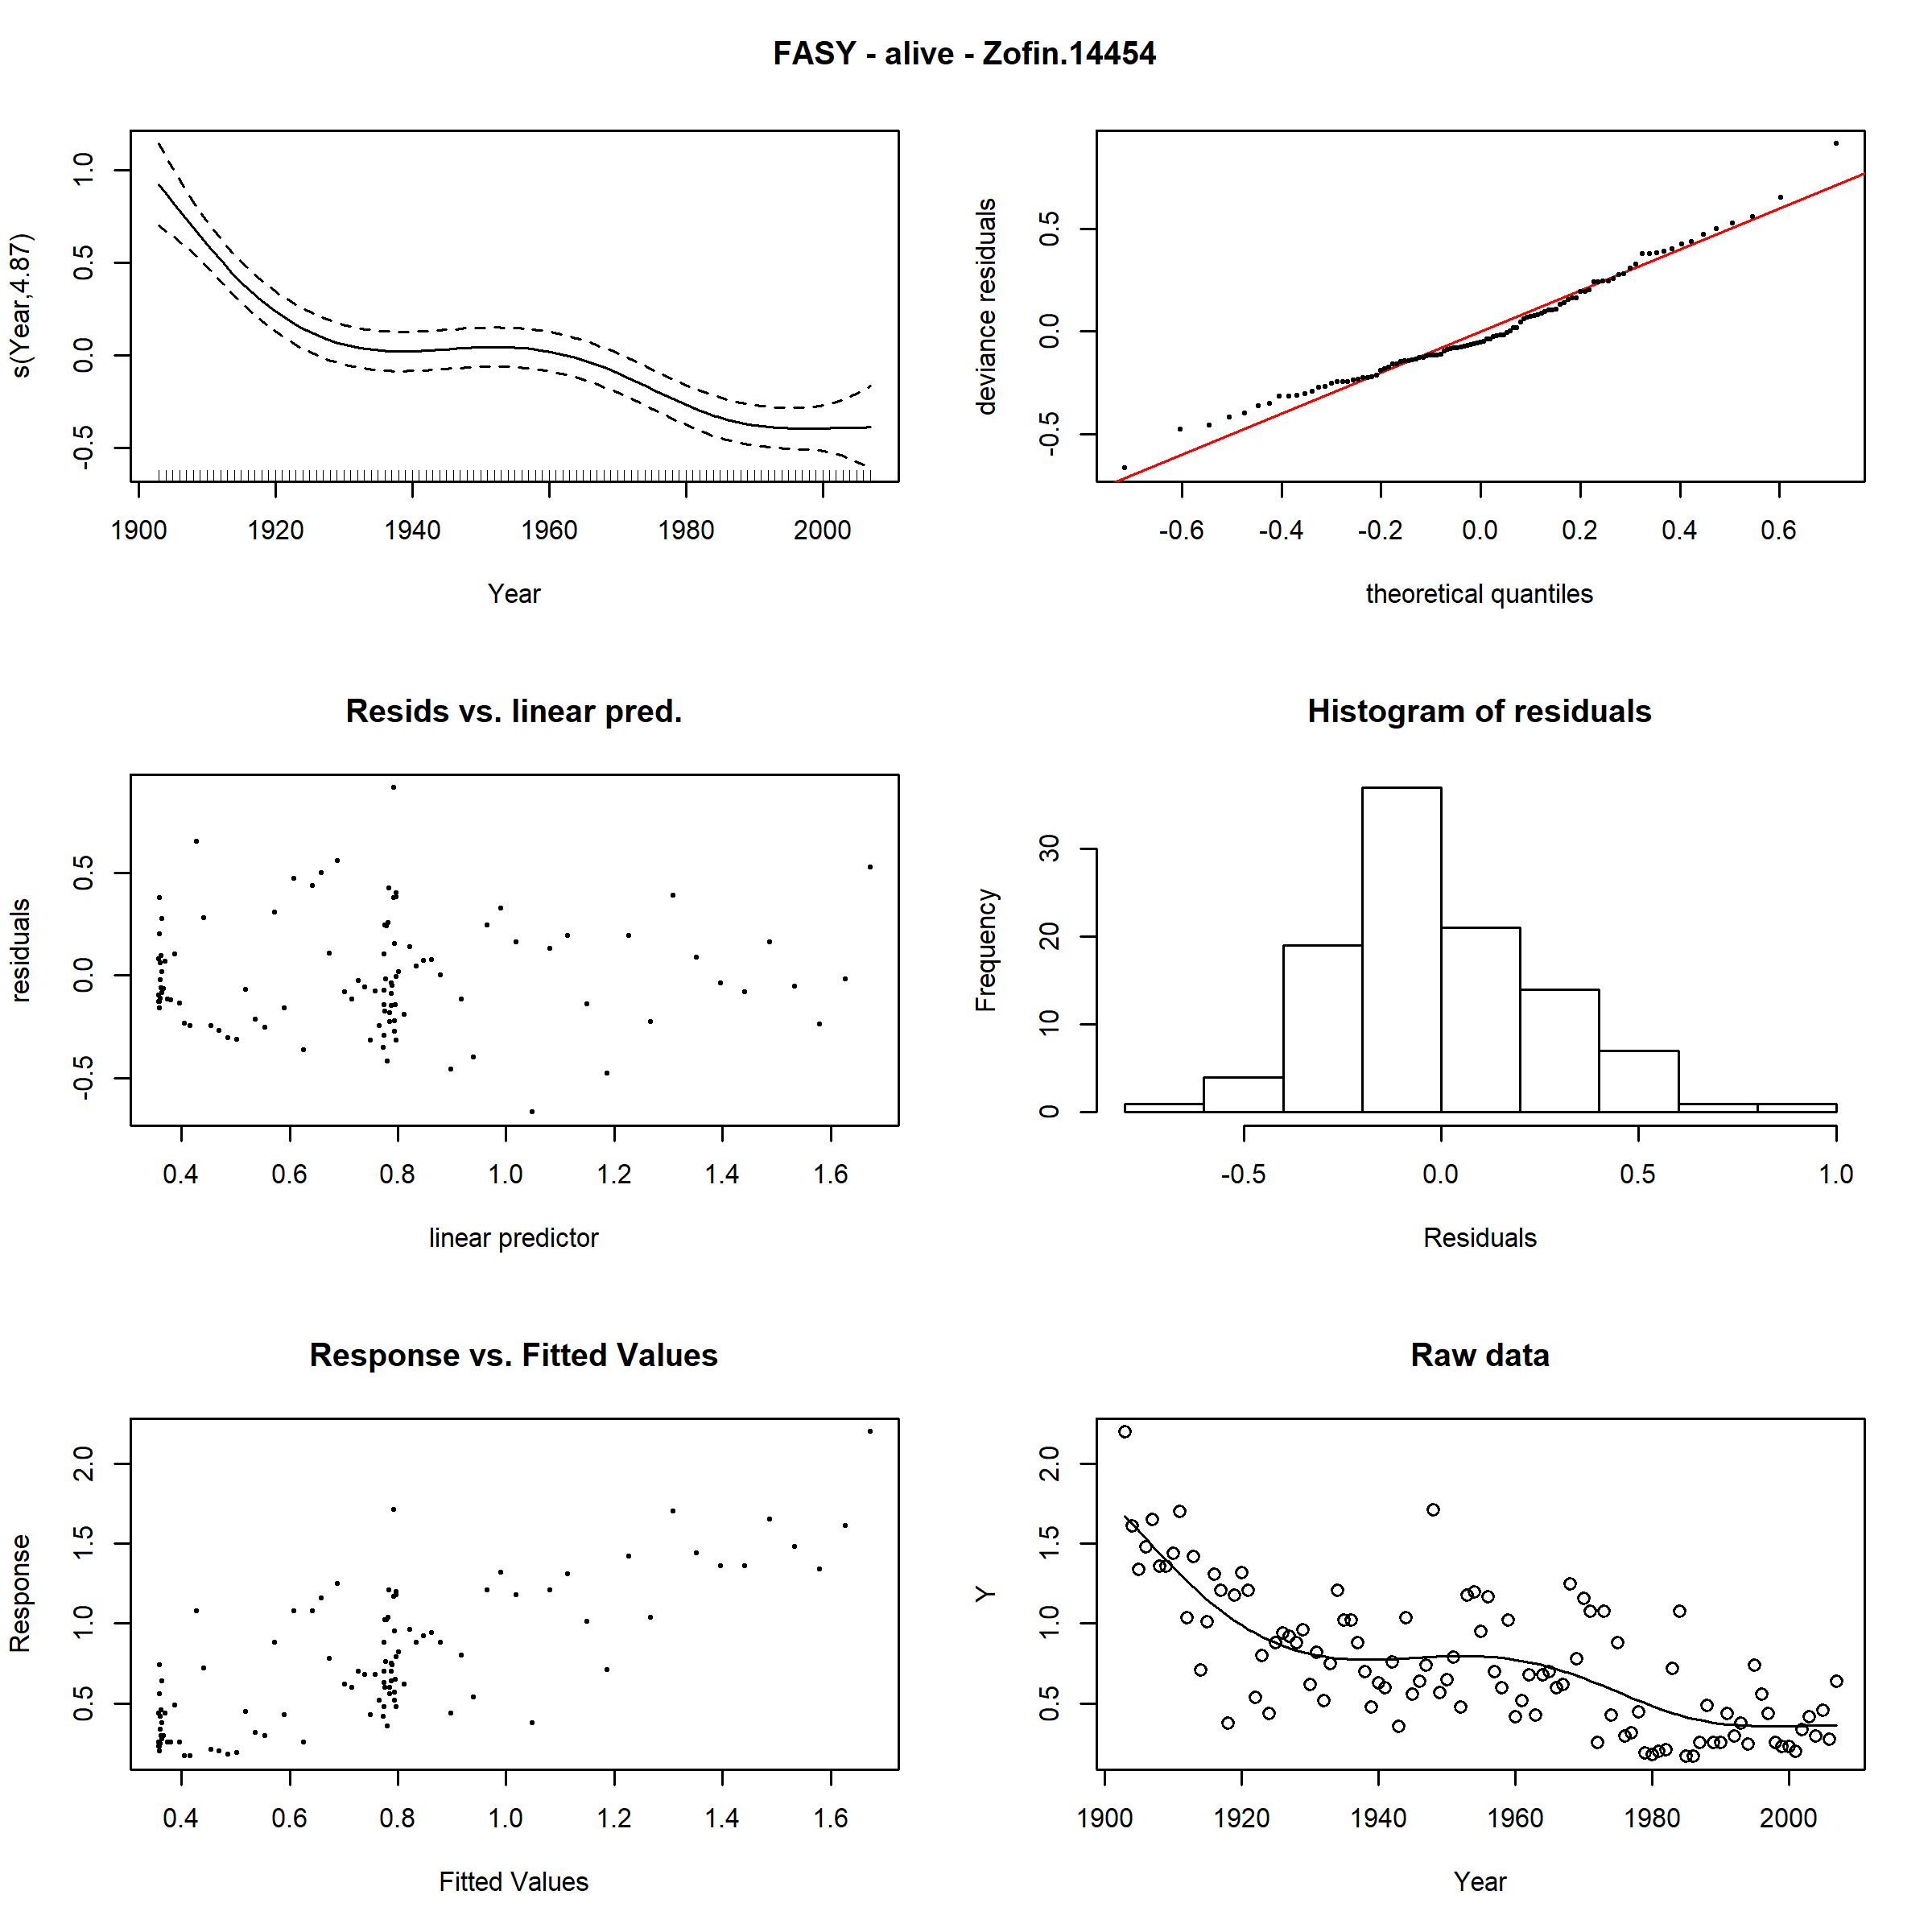 FASY - alive - Zofin.14454
s(Year,4.87)
-0.5 0.0 0.5 1.0
1900 1920 1940 1960 1980 2000
Year
deviance residuals
-0.5 0.0 0.5
-0.6 -0.4 -0.2 0.0 0.2 0.4 0.6
theoretical quantiles
Resids vs. linear pred.
residuals
-0.5 0.0 0.5
0.4 0.6 0.8 1.0 1.2 1.4 1.6
linear predictor
Histogram of residuals
Frequency
0 10 20 30
-0.5 0.0 0.5 1.0
Residuals
Response vs. Fitted Values
Response
0.5 1.0 1.5 2.0
0.4 0.6 0.8 1.0 1.2 1.4 1.6
Fitted Values
Raw data
Y
0.5 1.0 1.5 2.0
1900 1920 1940 1960 1980 2000
Year